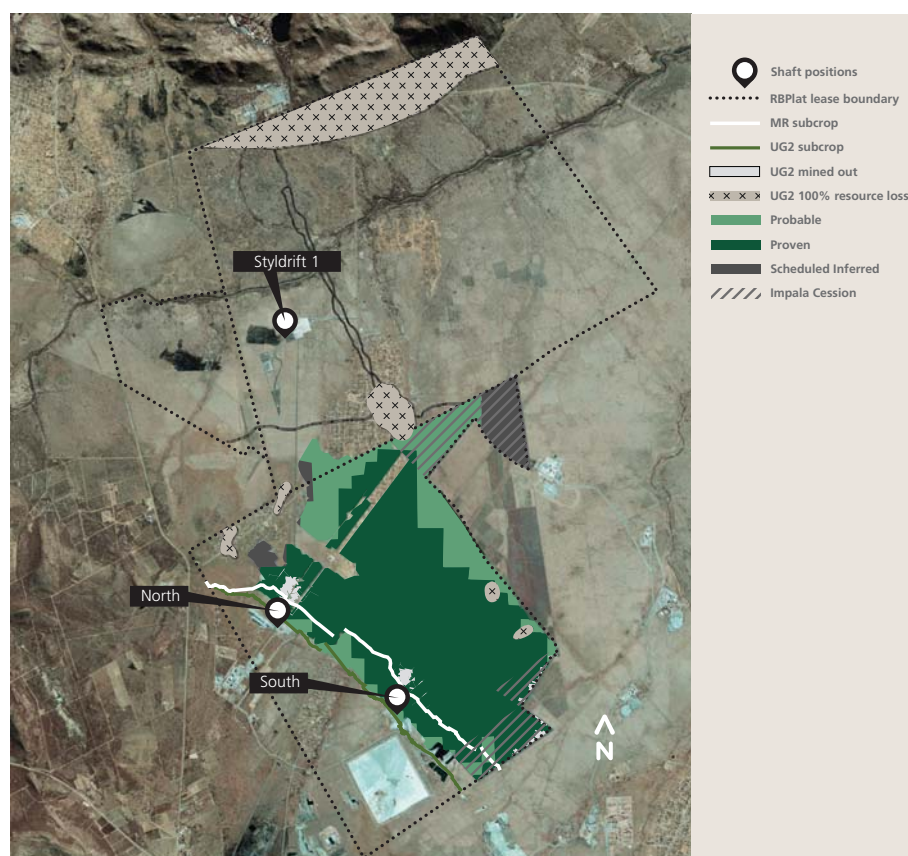 Shaft positions
RBPlat lease boundary
MR subcrop
UG2 subcrop
UG2 mined out
UG2 100% resource loss
Probable
Proven
Scheduled Inferred
Impala Cession
Styldrift 1
North
South
N